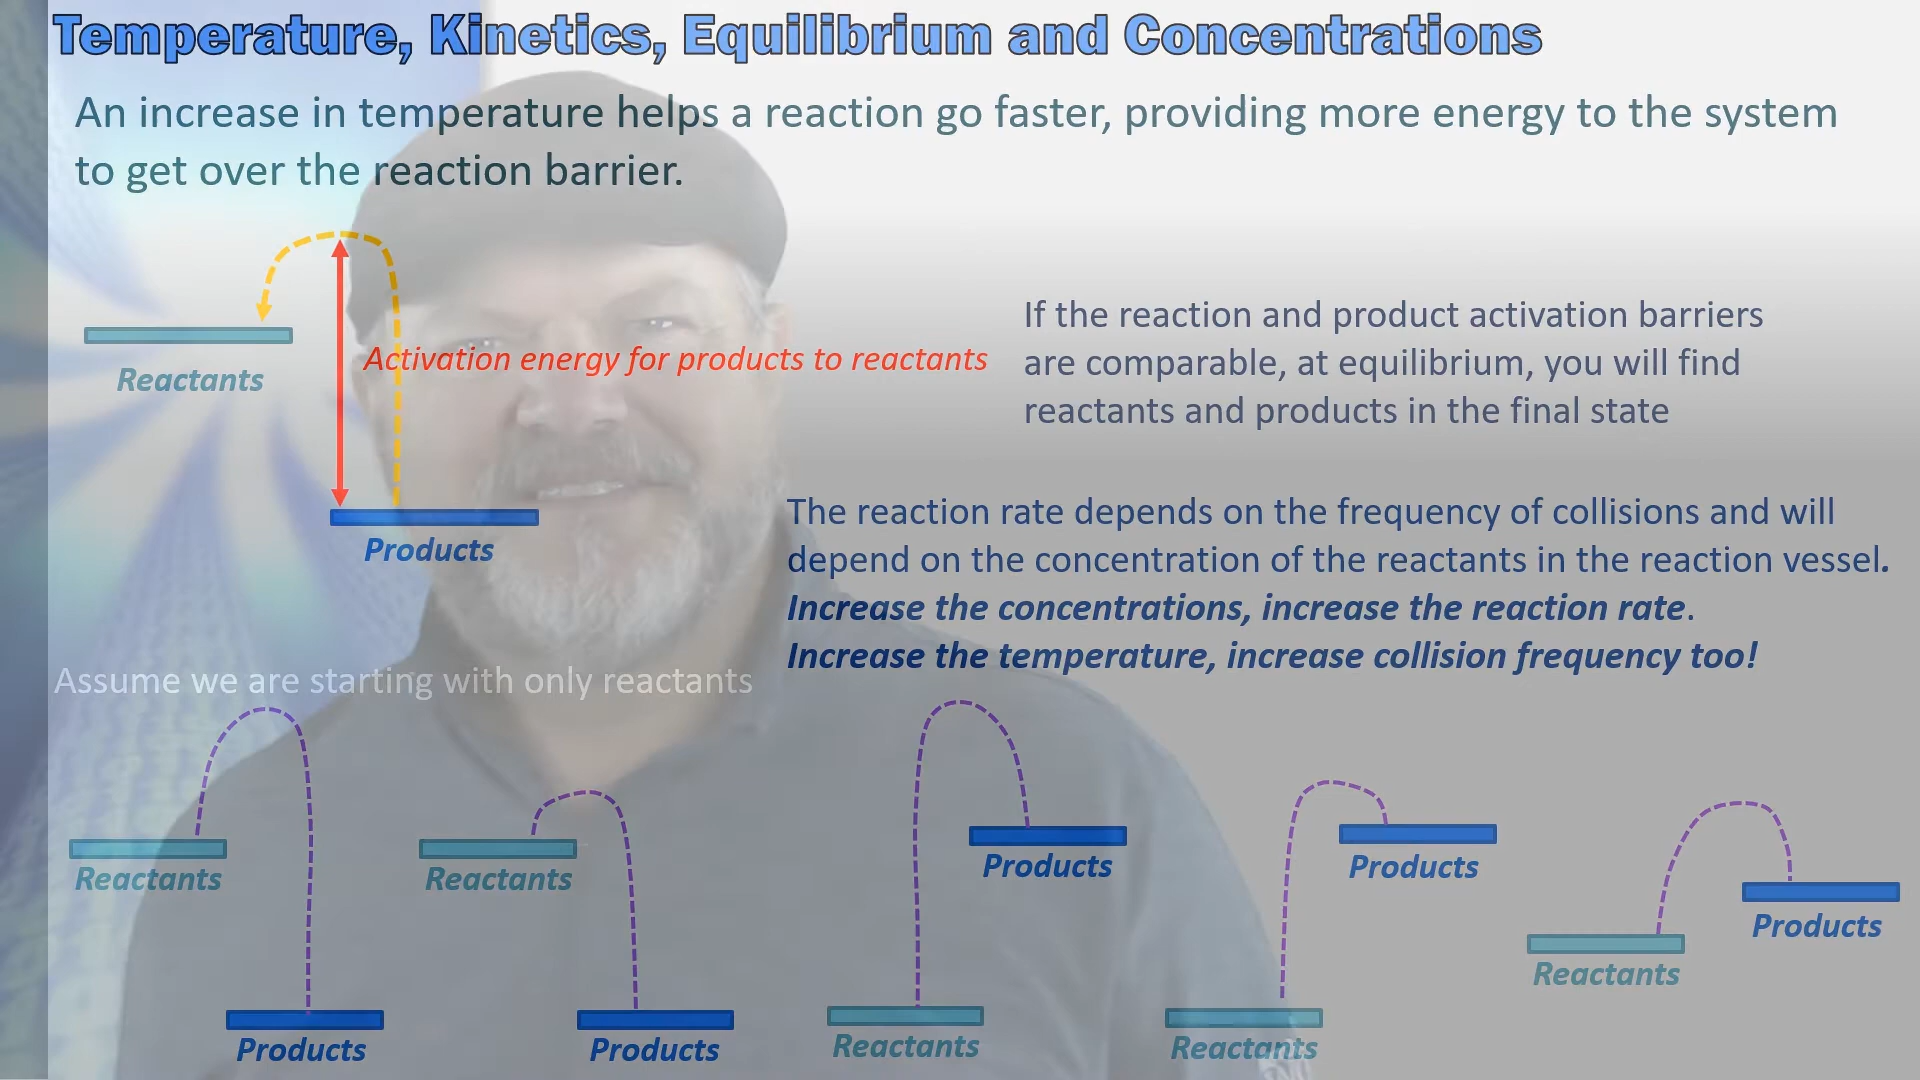 Temperature, Kinetics, Equilibrium and Concentrations
An increase in temperature helps a reaction go faster, providing more energy to the system
to get over the reaction barrier.
Reactants
Activation energy for products to reactants
Products
If the reaction and product activation barriers
are comparable, at equilibrium, you will find
reactants and products in the final state
The reaction rate depends on the frequency of collisions and will
depend on the concentration of the reactants in the reaction vessel.
Increase the concentrations, increase the reaction rate.
Increase the temperature, increase collision frequency too!
Assume we are starting with only reactants
Reactants
Products
Reactants
Products
Products
Reactants
Products
Reactants
Products
Reactants